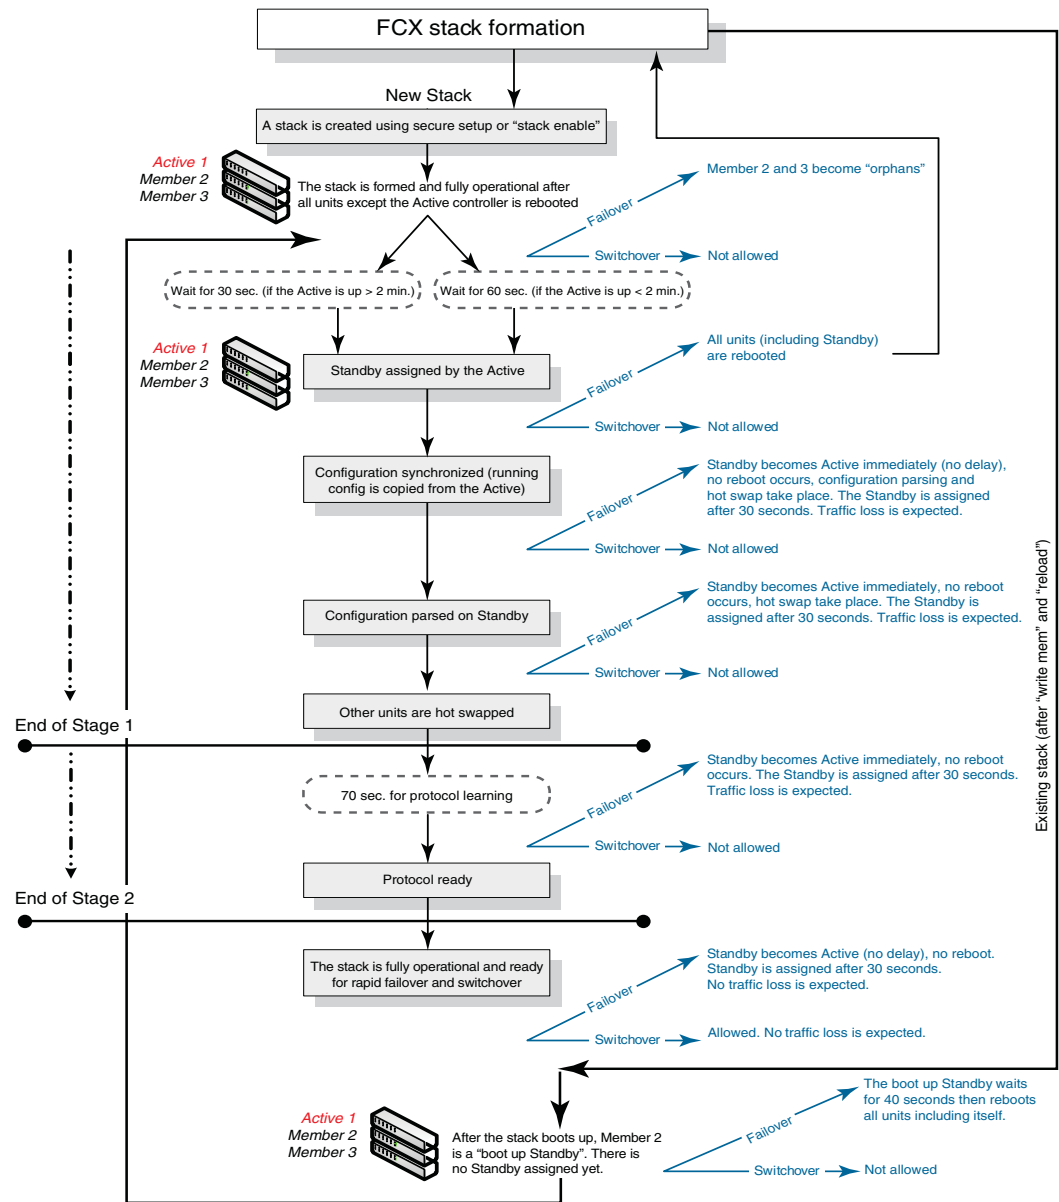 FCX stack formation
New Stack
A stack is created using secure setup or “stack enable”
Active 1
Member 2
Member 3
The stack is formed and fully operational after
all units except the Active controller is rebooted
Failover
Member 2 and 3 become “orphans”
Switchover
Not allowed
Wait for 30 sec. (if the Active is up > 2 min.)
Wait for 60 sec. (if the Active is up < 2 min.)
Active 1
Member 2
Member 3
Standby assigned by the Active
Failover
All units (including Standby)
are rebooted
Switchover
Not allowed
Configuration synchronized (running
config is copied from the Active)
Failover
Standby becomes Active immediately (no delay),
no reboot occurs, configuration parsing and
hot swap take place. The Standby is assigned
after 30 seconds. Traffic loss is expected.
Switchover
Not allowed
Configuration parsed on Standby
Failover
Standby becomes Active immediately, no reboot
occurs, hot swap take place. The Standby is
assigned after 30 seconds. Traffic loss is expected.
Switchover
Not allowed
Other units are hot swapped
End of Stage 1
70 sec. for protocol learning
Failover
Standby becomes Active immediately, no reboot
occurs. The Standby is assigned after 30 seconds.
Traffic loss is expected.
Switchover
Not allowed
Protocol ready
End of Stage 2
The stack is fully operational and ready
for rapid failover and switchover
Failover
Standby becomes Active (no delay), no reboot.
Standby is assigned after 30 seconds.
No traffic loss is expected.
Switchover
Allowed. No traffic loss is expected.
Existing stack (after “write mem” and “reload”)
Active 1
Member 2
Member 3
After the stack boots up, Member 2
is a “boot up Standby”. There is
no Standby assigned yet.
Failover
The boot up Standby waits
for 40 seconds then reboots
all units including itself.
Switchover
Not allowed